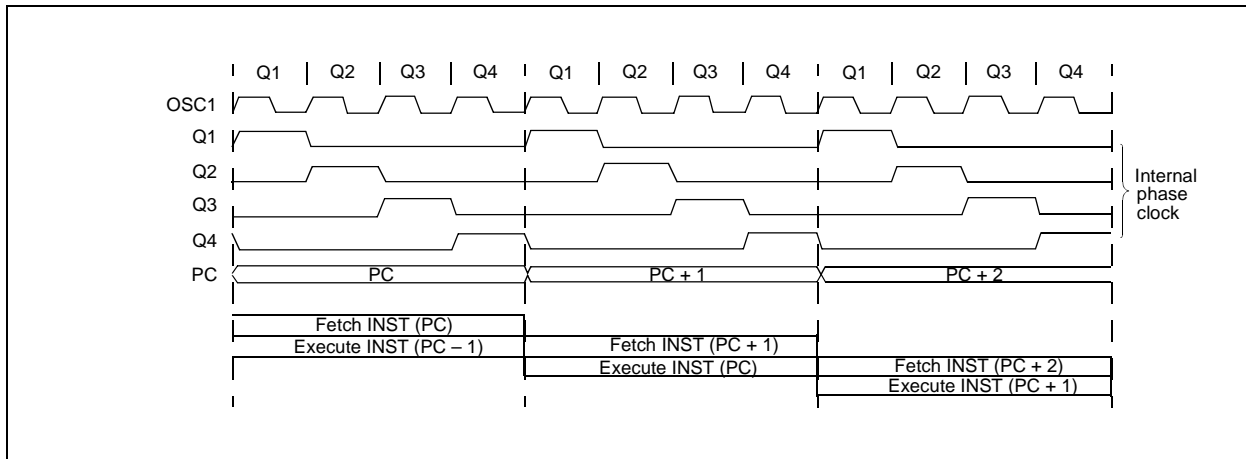 Q1 Q2 Q3 Q4 Q1 Q2 Q3 Q4 Q1 Q2 Q3 Q4
OSC1
Q1
Q2
Q3
Q4
PC
Internal
phase
clock
PC PC + 1 PC + 2
Fetch INST (PC)
Execute INST (PC – 1) Fetch INST (PC + 1)
Execute INST (PC) Fetch INST (PC + 2)
Execute INST (PC + 1)